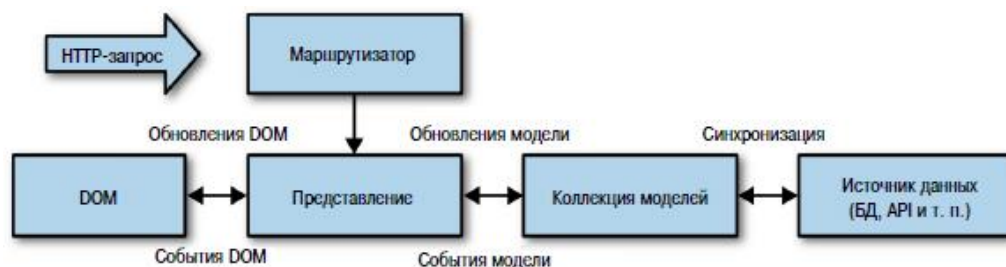 HTTP-запрос
Маршрутизатор
Обновления DOM
Обновления модели
Синхронизация
DOM
Представление
Коллекция моделей
Источник данных
(БД, API и т. п.)
События DOM
События модели